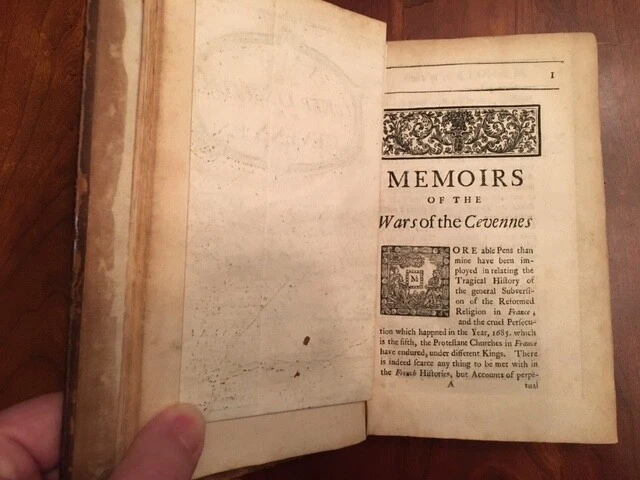 1
MEMOIRS
OF THE
Wars of the Cevennes
MORE able Pens than
mine have been im-
ployed in relating the
Tragical Hiſtory of
the general Subverſi-
on of the Reformed
Religion in France,
and the cruel Perſecu-
tion which happned in the Year, 1685. which
is the fifth, the Proteſtant Churches in France
have endured, under different Kings. There
is indeed ſcarce any thing to be met with in
the French Hiſtories, but Accounts of perpe-
A tual